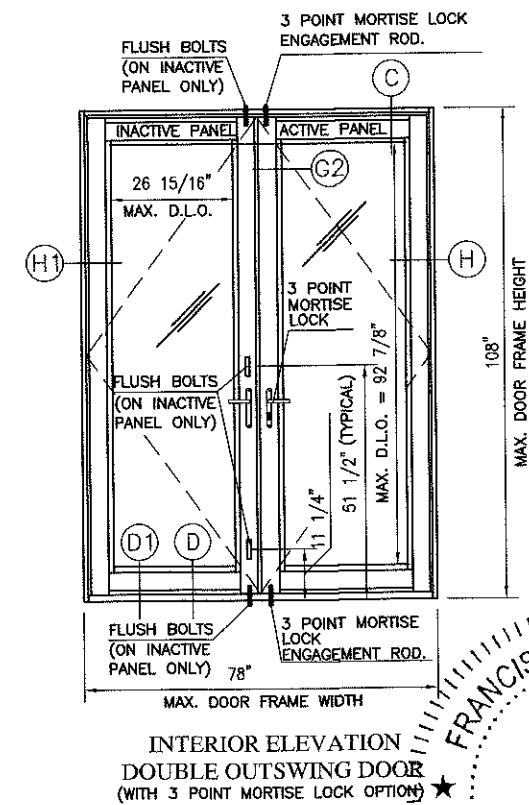 3 POINT MORTISE LOCK
ENGAGEMENT ROD.
FLUSH BOLTS
(ON INACTIVE
PANEL ONLY)
C
INACTIVE PANEL
ACTIVE PANEL
G2
26 15/16"
MAX. D.L.O.
H1
H
3 POINT
MORTISE
LOCK
FLUSH BOLTS
(ON INACTIVE
PANEL ONLY)
11 1/4"
51 1/2" (TYPICAL)
MAX. D.L.O. = 92 7/8"
108"
MAX. DOOR FRAME HEIGHT
D1
D
FLUSH BOLTS
(ON INACTIVE
PANEL ONLY)
3 POINT MORTISE
LOCK
ENGAGEMENT ROD.
78"
MAX. DOOR FRAME WIDTH
INTERIOR ELEVATION
DOUBLE OUTSWING DOOR
(WITH 3 POINT MORTISE LOCK OPTION)